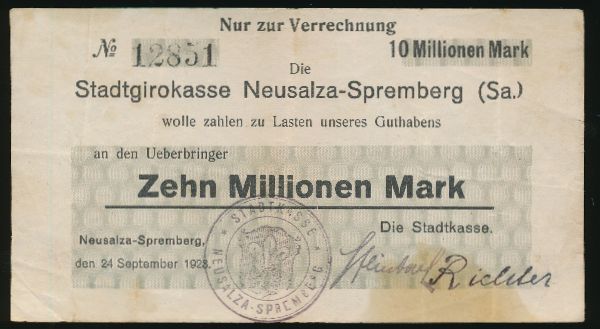 Nur zur Verrechnung
№ 12851
10 Millionen Mark
Die
Stadtgirokasse Neusalza-Spremberg (Sa.)
wolle zahlen zu Lasten unseres Guthabens
an den Ueberbringer
Zehn Millionen Mark
Neusalza-Spremberg,
den 24 September 1923.
Die Stadtkasse.
STADTKASSE
NEUSALZA-SPREMBERG
Richter